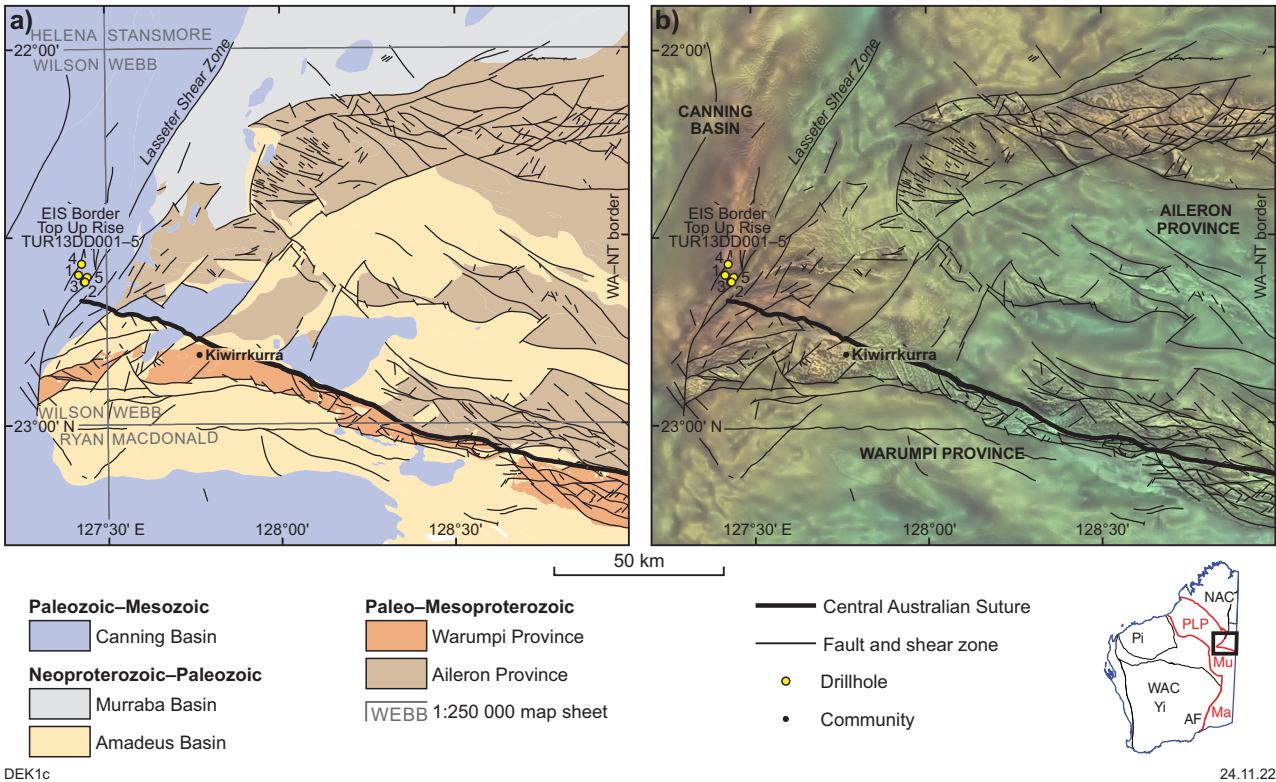 a)
HELENA STANSMORE
22°00'
WILSON WEBB
Lasseter Shear Zone
EIS Border
Top Up Rise
TUR13DD001–5
4
1
5
3
2
WA–NT border
Kiwirrkurra
WILSON WEBB
23°00' N
RYAN MACDONALD
127°30' E
128°00'
128°30'
b)
22°00'
CANNING
BASIN
Lasseter Shear Zone
EIS Border
Top Up Rise
TUR13DD001–5
4
1
5
3
2
AILERON
PROVINCE
WA–NT border
Kiwirrkurra
23°00' N
WARUMPI PROVINCE
127°30' E
128°00'
128°30'
50 km
Paleozoic–Mesozoic
Canning Basin
Neoproterozoic–Paleozoic
Murraba Basin
Amadeus Basin
Paleo–Mesoproterozoic
Warumpi Province
Aileron Province
WEBB 1:250 000 map sheet
Central Australian Suture
Fault and shear zone
Drillhole
Community
NAC
PLP
Pi
Mu
WAC
Yi
AF
Ma
DEK1c
24.11.22